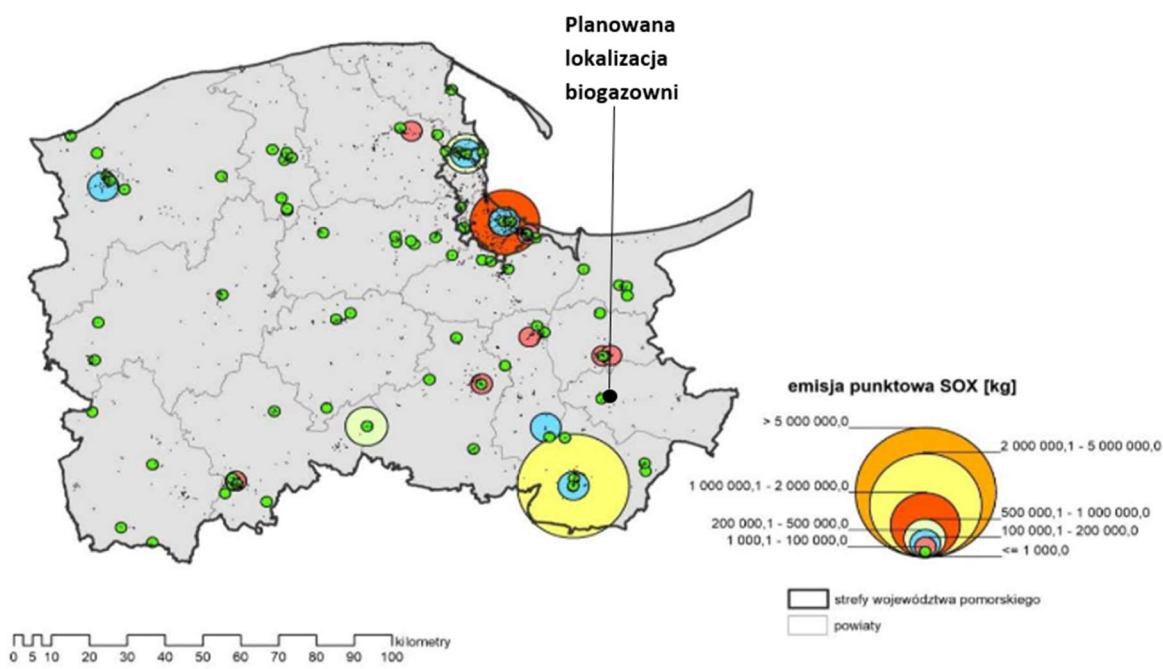 Planowana
lokalizacja
biogazowni
emisja punktowa SOX [kg]
> 5 000 000,0
2 000 000,1 - 5 000 000,0
1 000 000,1 - 2 000 000,0
500 000,1 - 1 000 000,0
200 000,1 - 500 000,0
100 000,1 - 200 000,0
1 000,1 - 100 000,0
<= 1 000,0
strefy województwa pomorskiego
powiaty
kilometry
0 5 10 20 30 40 50 60 70 80 90 100